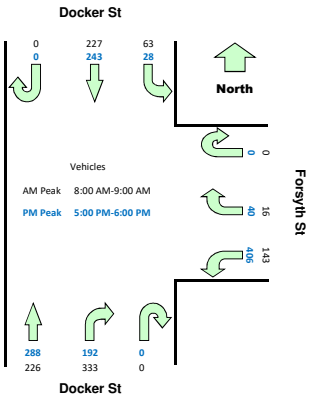 Docker St
0 227 63
0 243 28
North
0 0
Vehicles
AM Peak 8:00 AM-9:00 AM
PM Peak 5:00 PM-6:00 PM
40 16
406 143
Forsyth St
288 192 0
226 333 0
Docker St